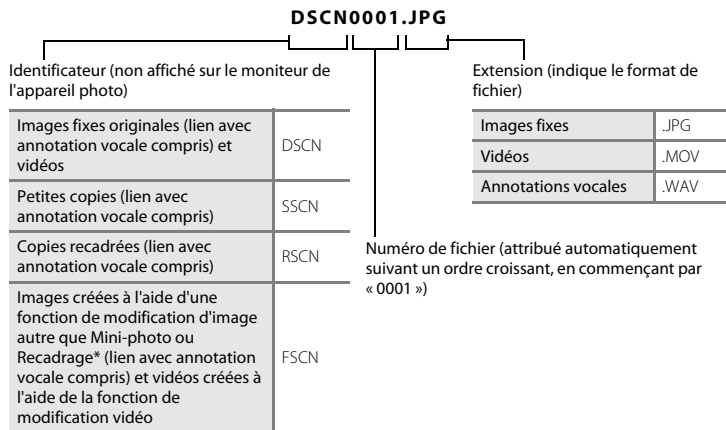 DSCN0001.JPG
Identificateur (non affiché sur le moniteur de
l'appareil photo)
Images fixes originales (lien avec
annotation vocale compris) et
vidéos
DSCN
Petites copies (lien avec
annotation vocale compris)
SSCN
Copies recadrées (lien avec
annotation vocale compris)
RSCN
Images créées à l'aide d'une
fonction de modification d'image
autre que Mini-photo ou
Recadrage* (lien avec annotation
vocale compris) et vidéos créées à
l'aide de la fonction de
modification vidéo
FSCN
Extension (indique le format de
fichier)
Images fixes .JPG
Vidéos .MOV
Annotations vocales .WAV
Numéro de fichier (attribué automatiquement
suivant un ordre croissant, en commençant par
« 0001 »)